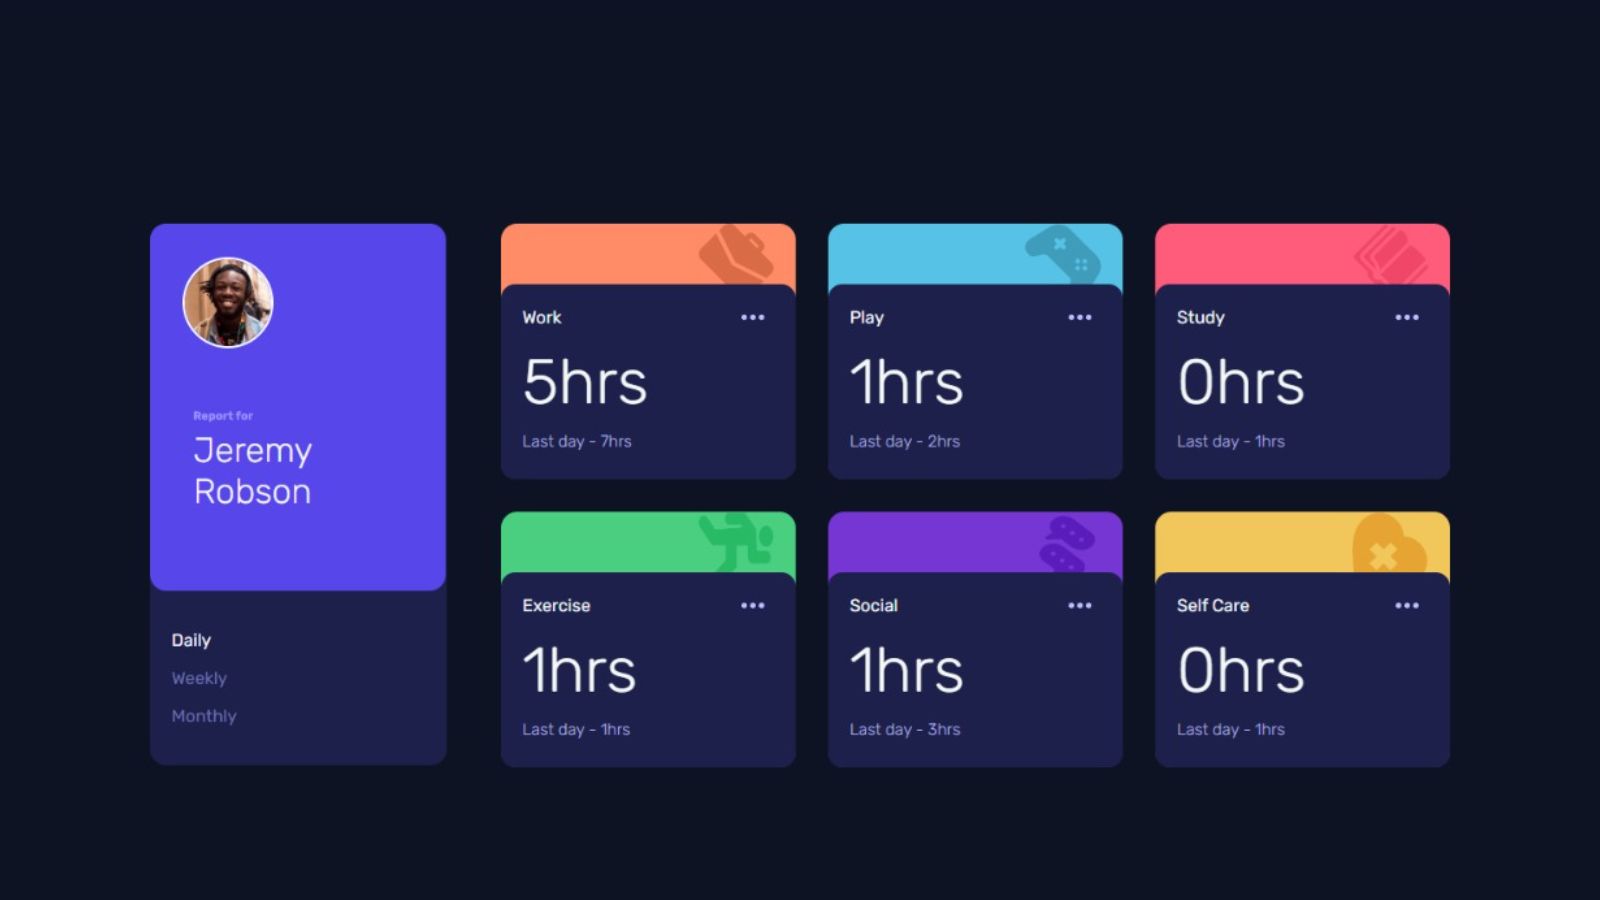 Report for
Jeremy
Robson
Daily
Weekly
Monthly
Work
5hrs
Last day - 7hrs
Play
1hrs
Last day - 2hrs
Study
0hrs
Last day - 1hrs
Exercise
1hrs
Last day - 1hrs
Social
1hrs
Last day - 3hrs
Self Care
0hrs
Last day - 1hrs